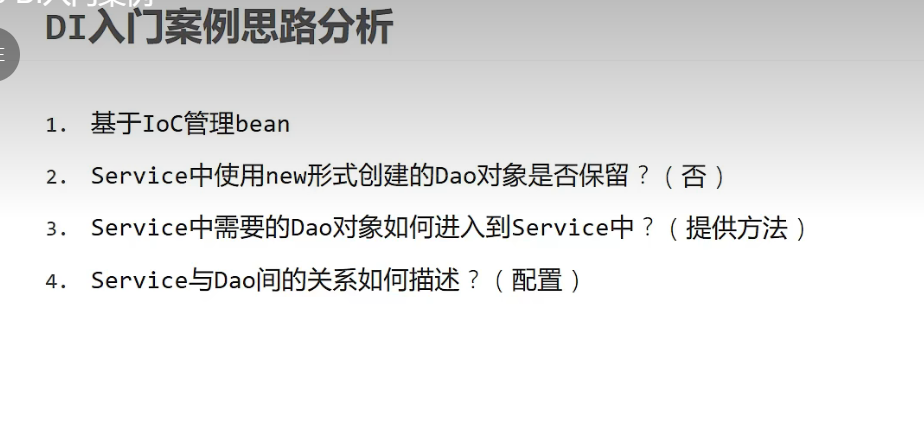 DI入门案例思路分析
1. 基于IoC管理bean
2. Service中使用new形式创建的Dao对象是否保留？（否）
3. Service中需要的Dao对象如何进入到Service中？（提供方法）
4. Service与Dao间的关系如何描述？（配置）